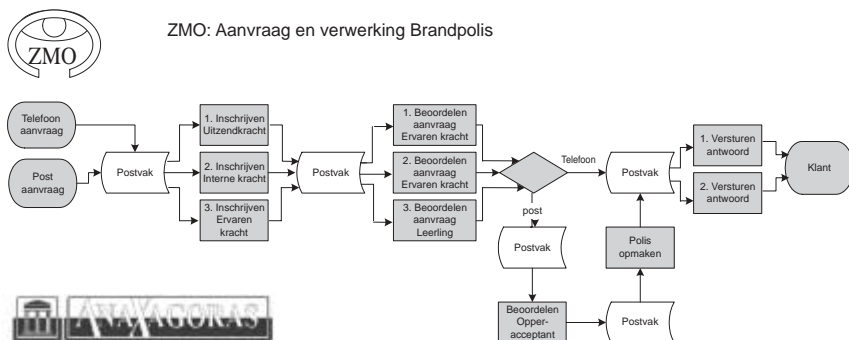 ZMO: Aanvraag en verwerking Brandpolis
ZMO
Telefoon
aanvraag
Post
aanvraag
Postvak
1. Inschrijven
Uitzendkracht
2. Inschrijven
Interne kracht
3. Inschrijven
Ervaren
kracht
Postvak
1. Beoordelen
aanvraag
Ervaren kracht
2. Beoordelen
aanvraag
Ervaren kracht
3. Beoordelen
aanvraag
Leerling
Telefoon
post
Postvak
Beoordelen
Opper-
acceptant
Postvak
Polis
opmaken
Postvak
1. Versturen
antwoord
2. Versturen
antwoord
Klant
ANAXAGORAS